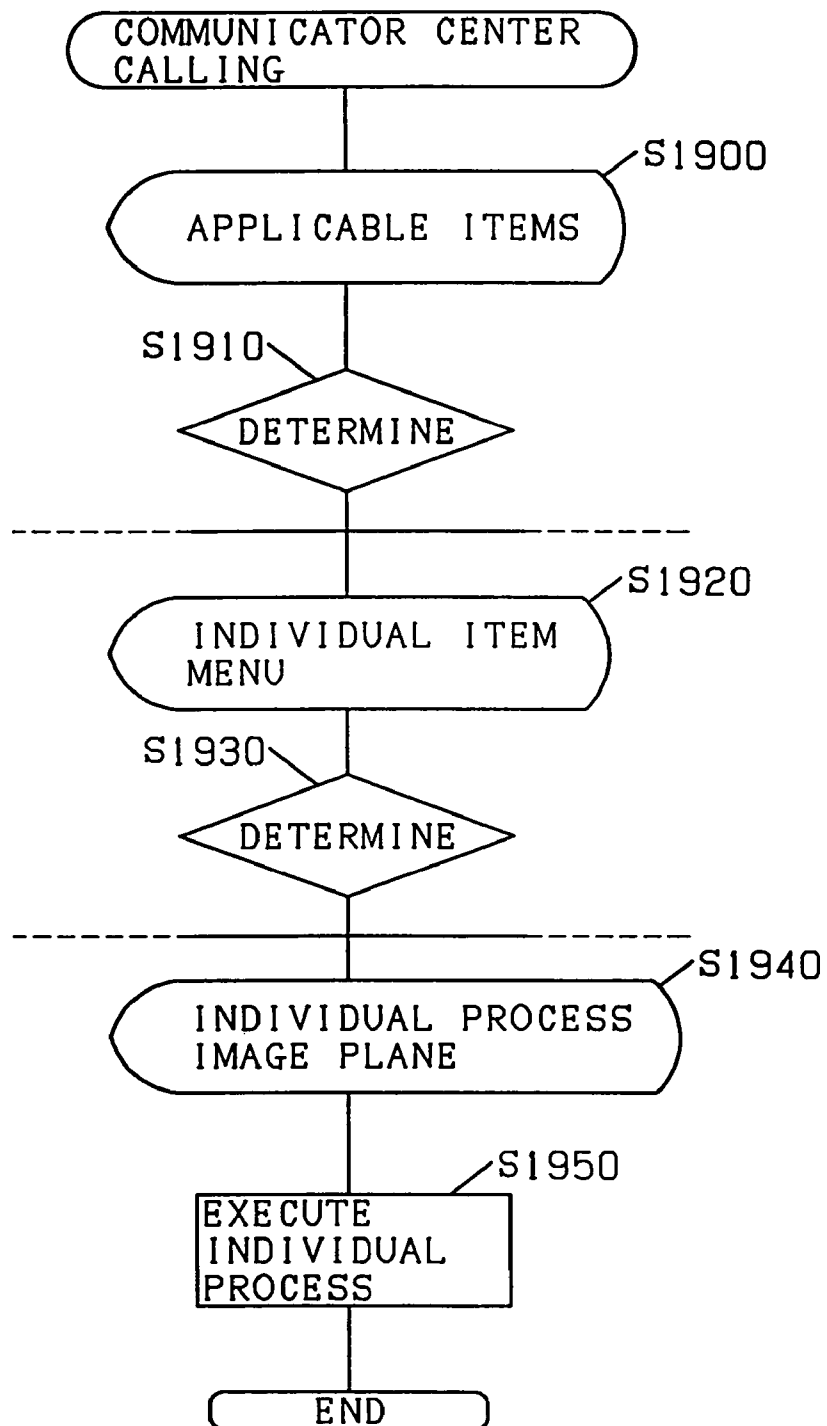 COMMUNICATOR CENTER
CALLING
S1900
APPLICABLE ITEMS
S1910
DETERMINE
S1920
INDIVIDUAL ITEM
MENU
S1930
DETERMINE
S1940
INDIVIDUAL PROCESS
IMAGE PLANE
S1950
EXECUTE
INDIVIDUAL
PROCESS
END